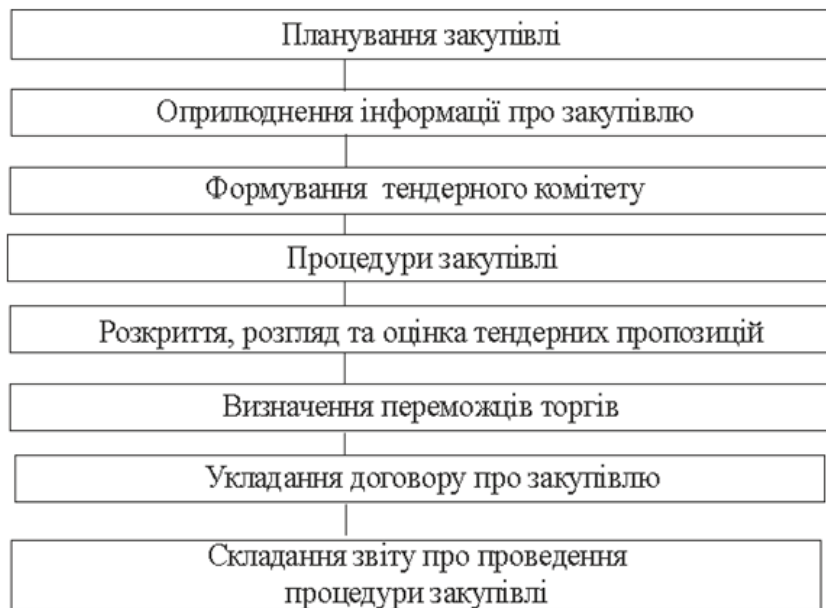 Планування закупівлі
Оприлюднення інформації про закупівлю
Формування тендерного комітету
Процедури закупівлі
Розкриття, розгляд та оцінка тендерних пропозицій
Визначення переможців торгів
Укладання договору про закупівлю
Складання звіту про проведення
процедури закупівлі